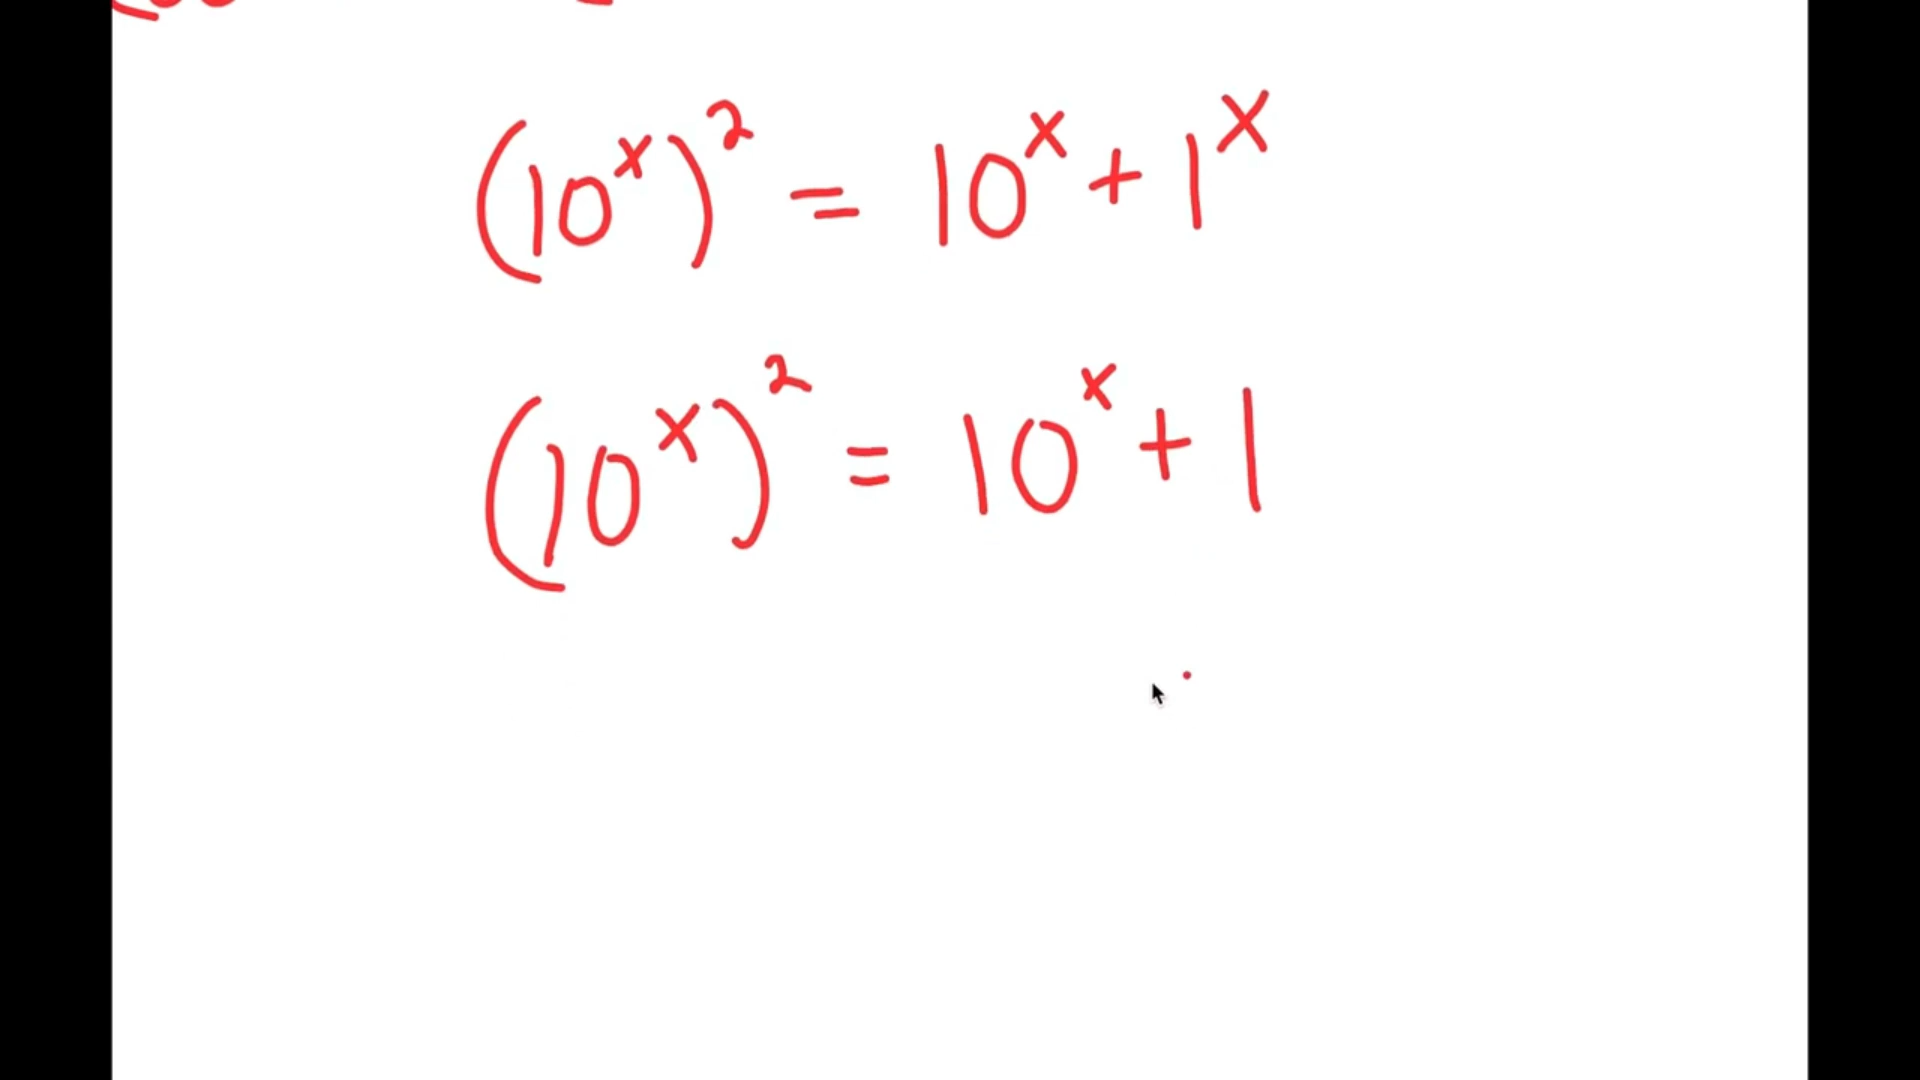 (10^x)^2 = 10^x + 1^x
(10^x)^2 = 10^x + 1